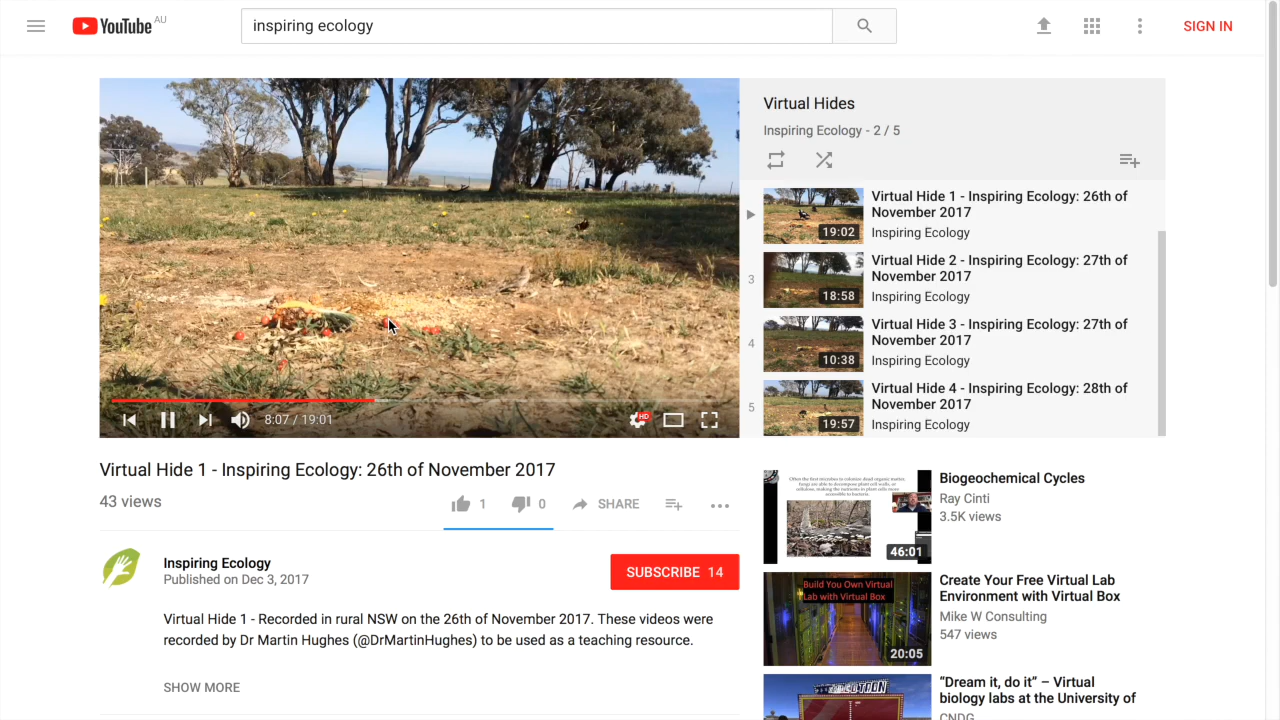 YouTube AU
inspiring ecology
SIGN IN
Virtual Hides
Inspiring Ecology - 2 / 5
Virtual Hide 1 - Inspiring Ecology: 26th of
November 2017
Inspiring Ecology
19:02
3
Virtual Hide 2 - Inspiring Ecology: 27th of
November 2017
Inspiring Ecology
18:58
4
Virtual Hide 3 - Inspiring Ecology: 27th of
November 2017
Inspiring Ecology
10:38
5
Virtual Hide 4 - Inspiring Ecology: 28th of
November 2017
Inspiring Ecology
19:57
8:07 / 19:01
HD
Virtual Hide 1 - Inspiring Ecology: 26th of November 2017
43 views
1
0
SHARE
Inspiring Ecology
Published on Dec 3, 2017
SUBSCRIBE 14
Virtual Hide 1 - Recorded in rural NSW on the 26th of November 2017. These videos were
recorded by Dr Martin Hughes (@DrMartinHughes) to be used as a teaching resource.
SHOW MORE
46:01
Biogeochemical Cycles
Ray Cinti
3.5K views
Build You Own Virtual
Lab with Virtual Box
20:05
Create Your Free Virtual Lab
Environment with Virtual Box
Mike W Consulting
547 views
“Dream it, do it” – Virtual
biology labs at the University of
CNDG